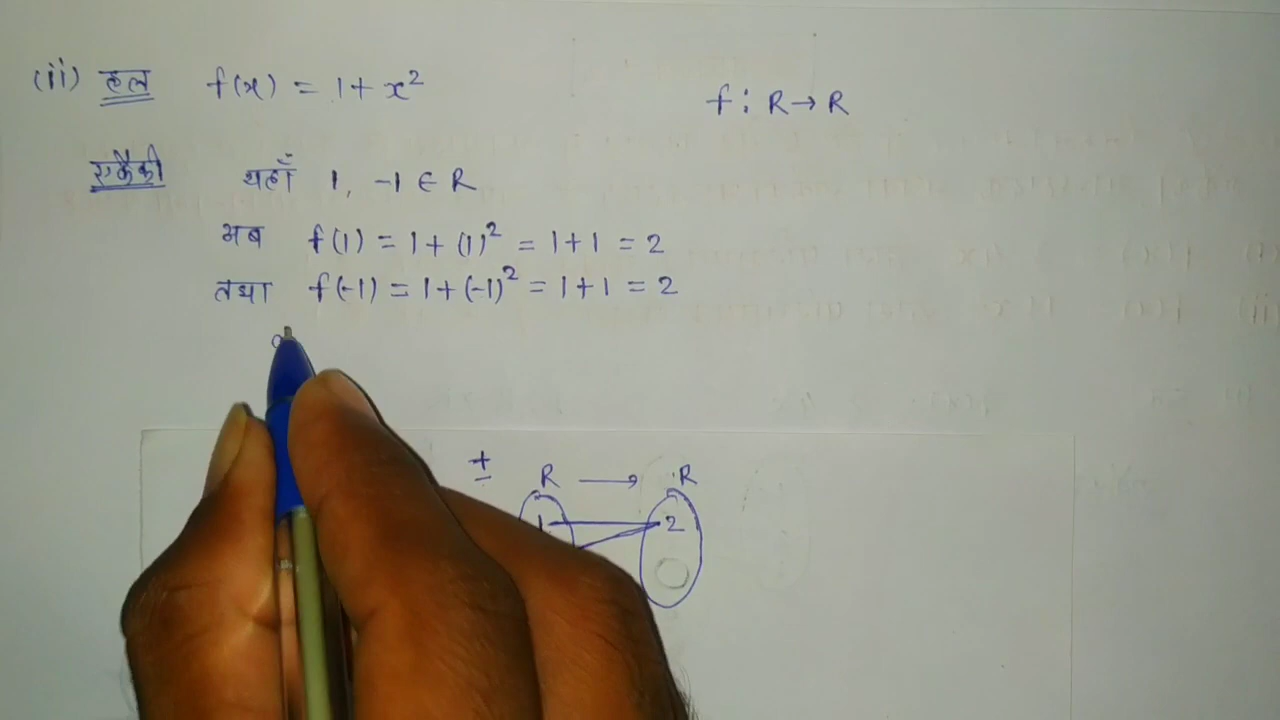 (ii) हल f(x) = 1 + x² f : R → R
एकैकी यहाँ 1, -1 ∈ R
अब f(1) = 1 + (1)² = 1 + 1 = 2
तथा f(-1) = 1 + (-1)² = 1 + 1 = 2
±
R → R
1 2